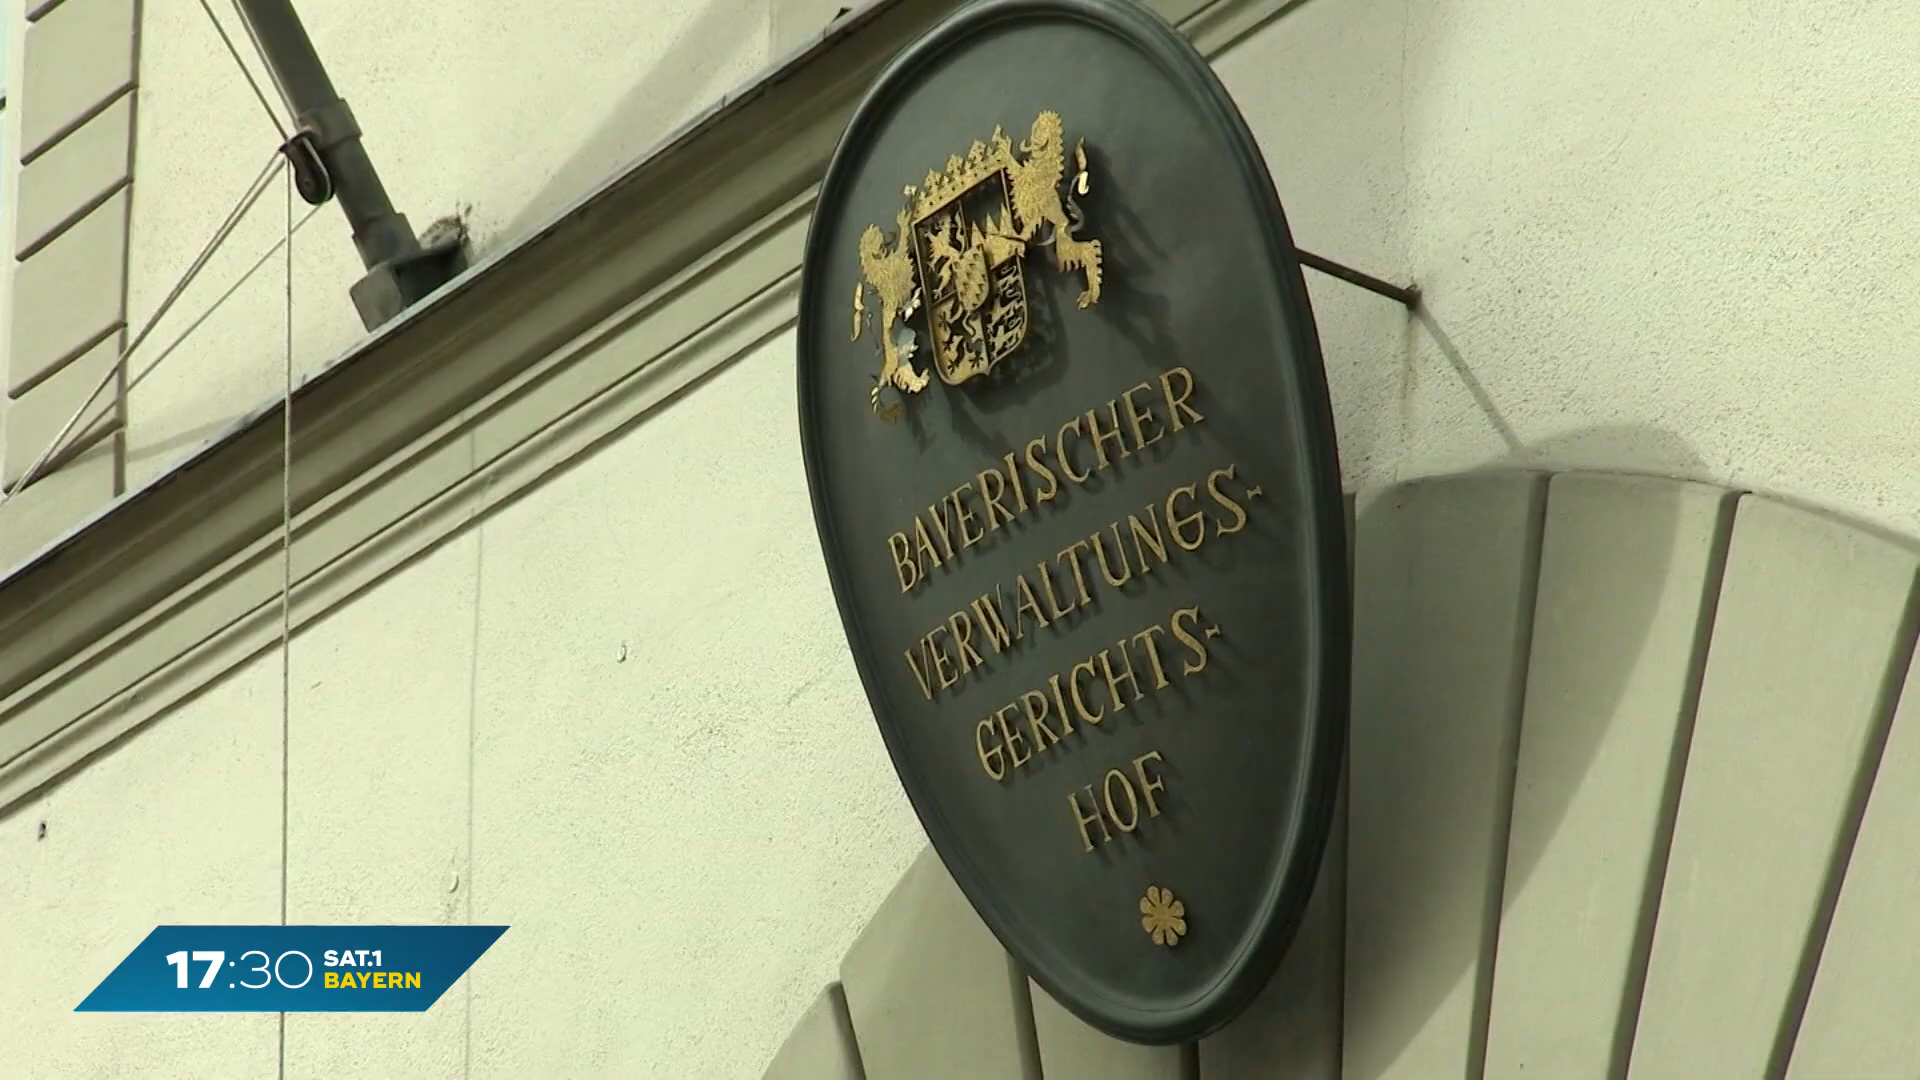 BAYERISCHER
VERWALTUNGS-
GERICHTS-
HOF
17:30 SAT.1
BAYERN